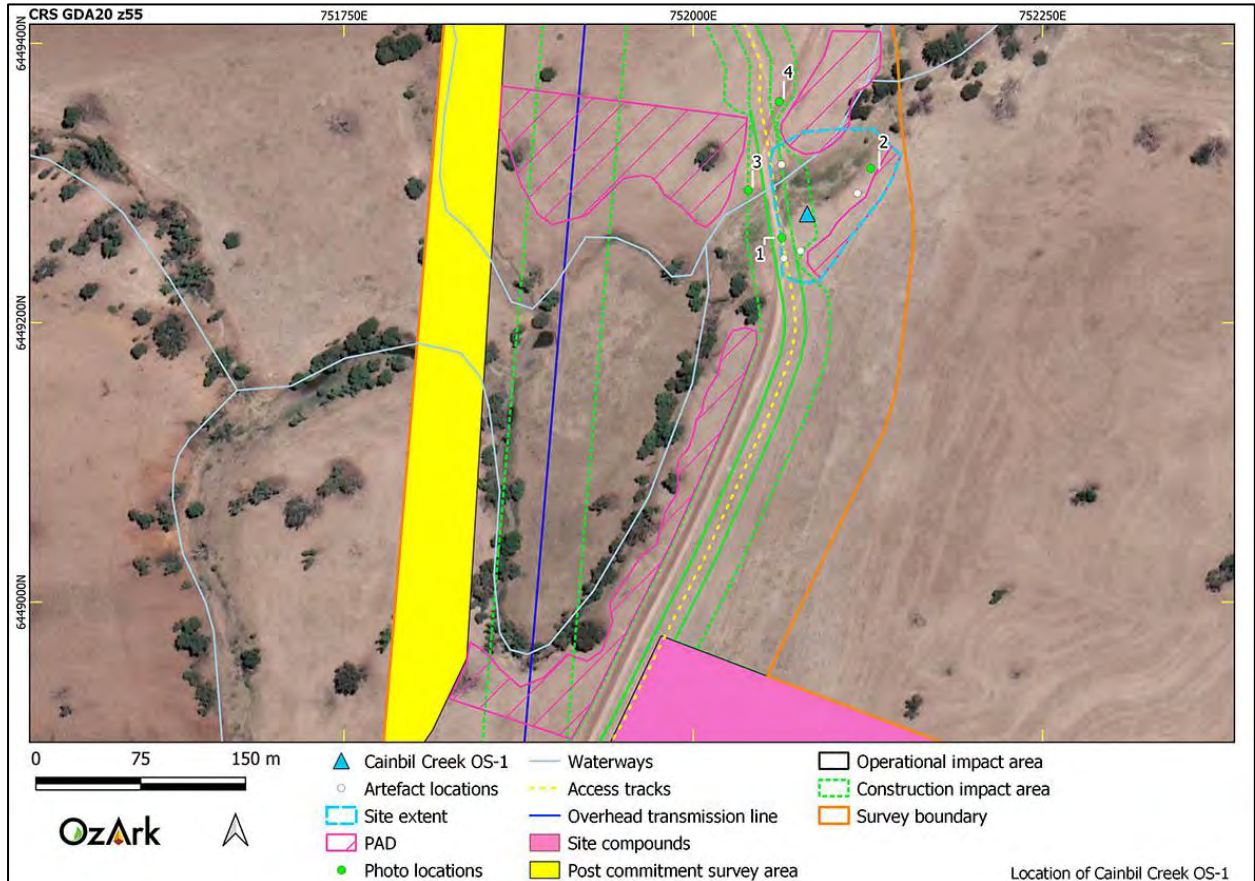 CRS GDA20 z55
751750E
752000E
752250E
6449400N
6449200N
6449000N
4
2
3
1
0 75 150 m
OzArk
Cainbil Creek OS-1
Artefact locations
Site extent
PAD
Photo locations
Waterways
Access tracks
Overhead transmission line
Site compounds
Post commitment survey area
Operational impact area
Construction impact area
Survey boundary
Location of Cainbil Creek OS-1